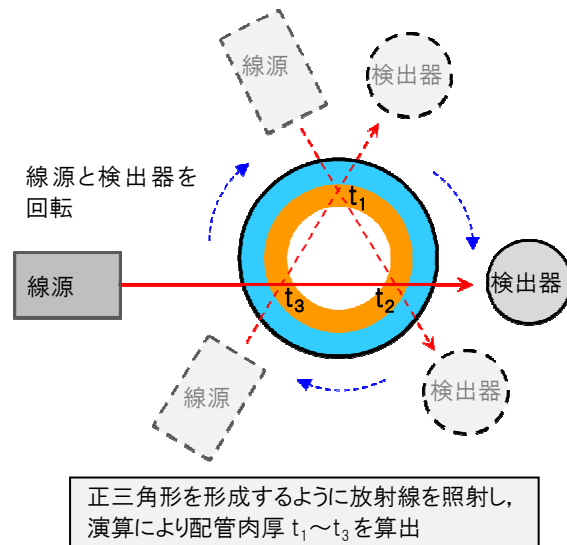 線源
検出器
線源と検出器を
回転
t₁
線源
検出器
t₃
t₂
線源
検出器
正三角形を形成するように放射線を照射し，
演算により配管肉厚 t₁～t₃を算出